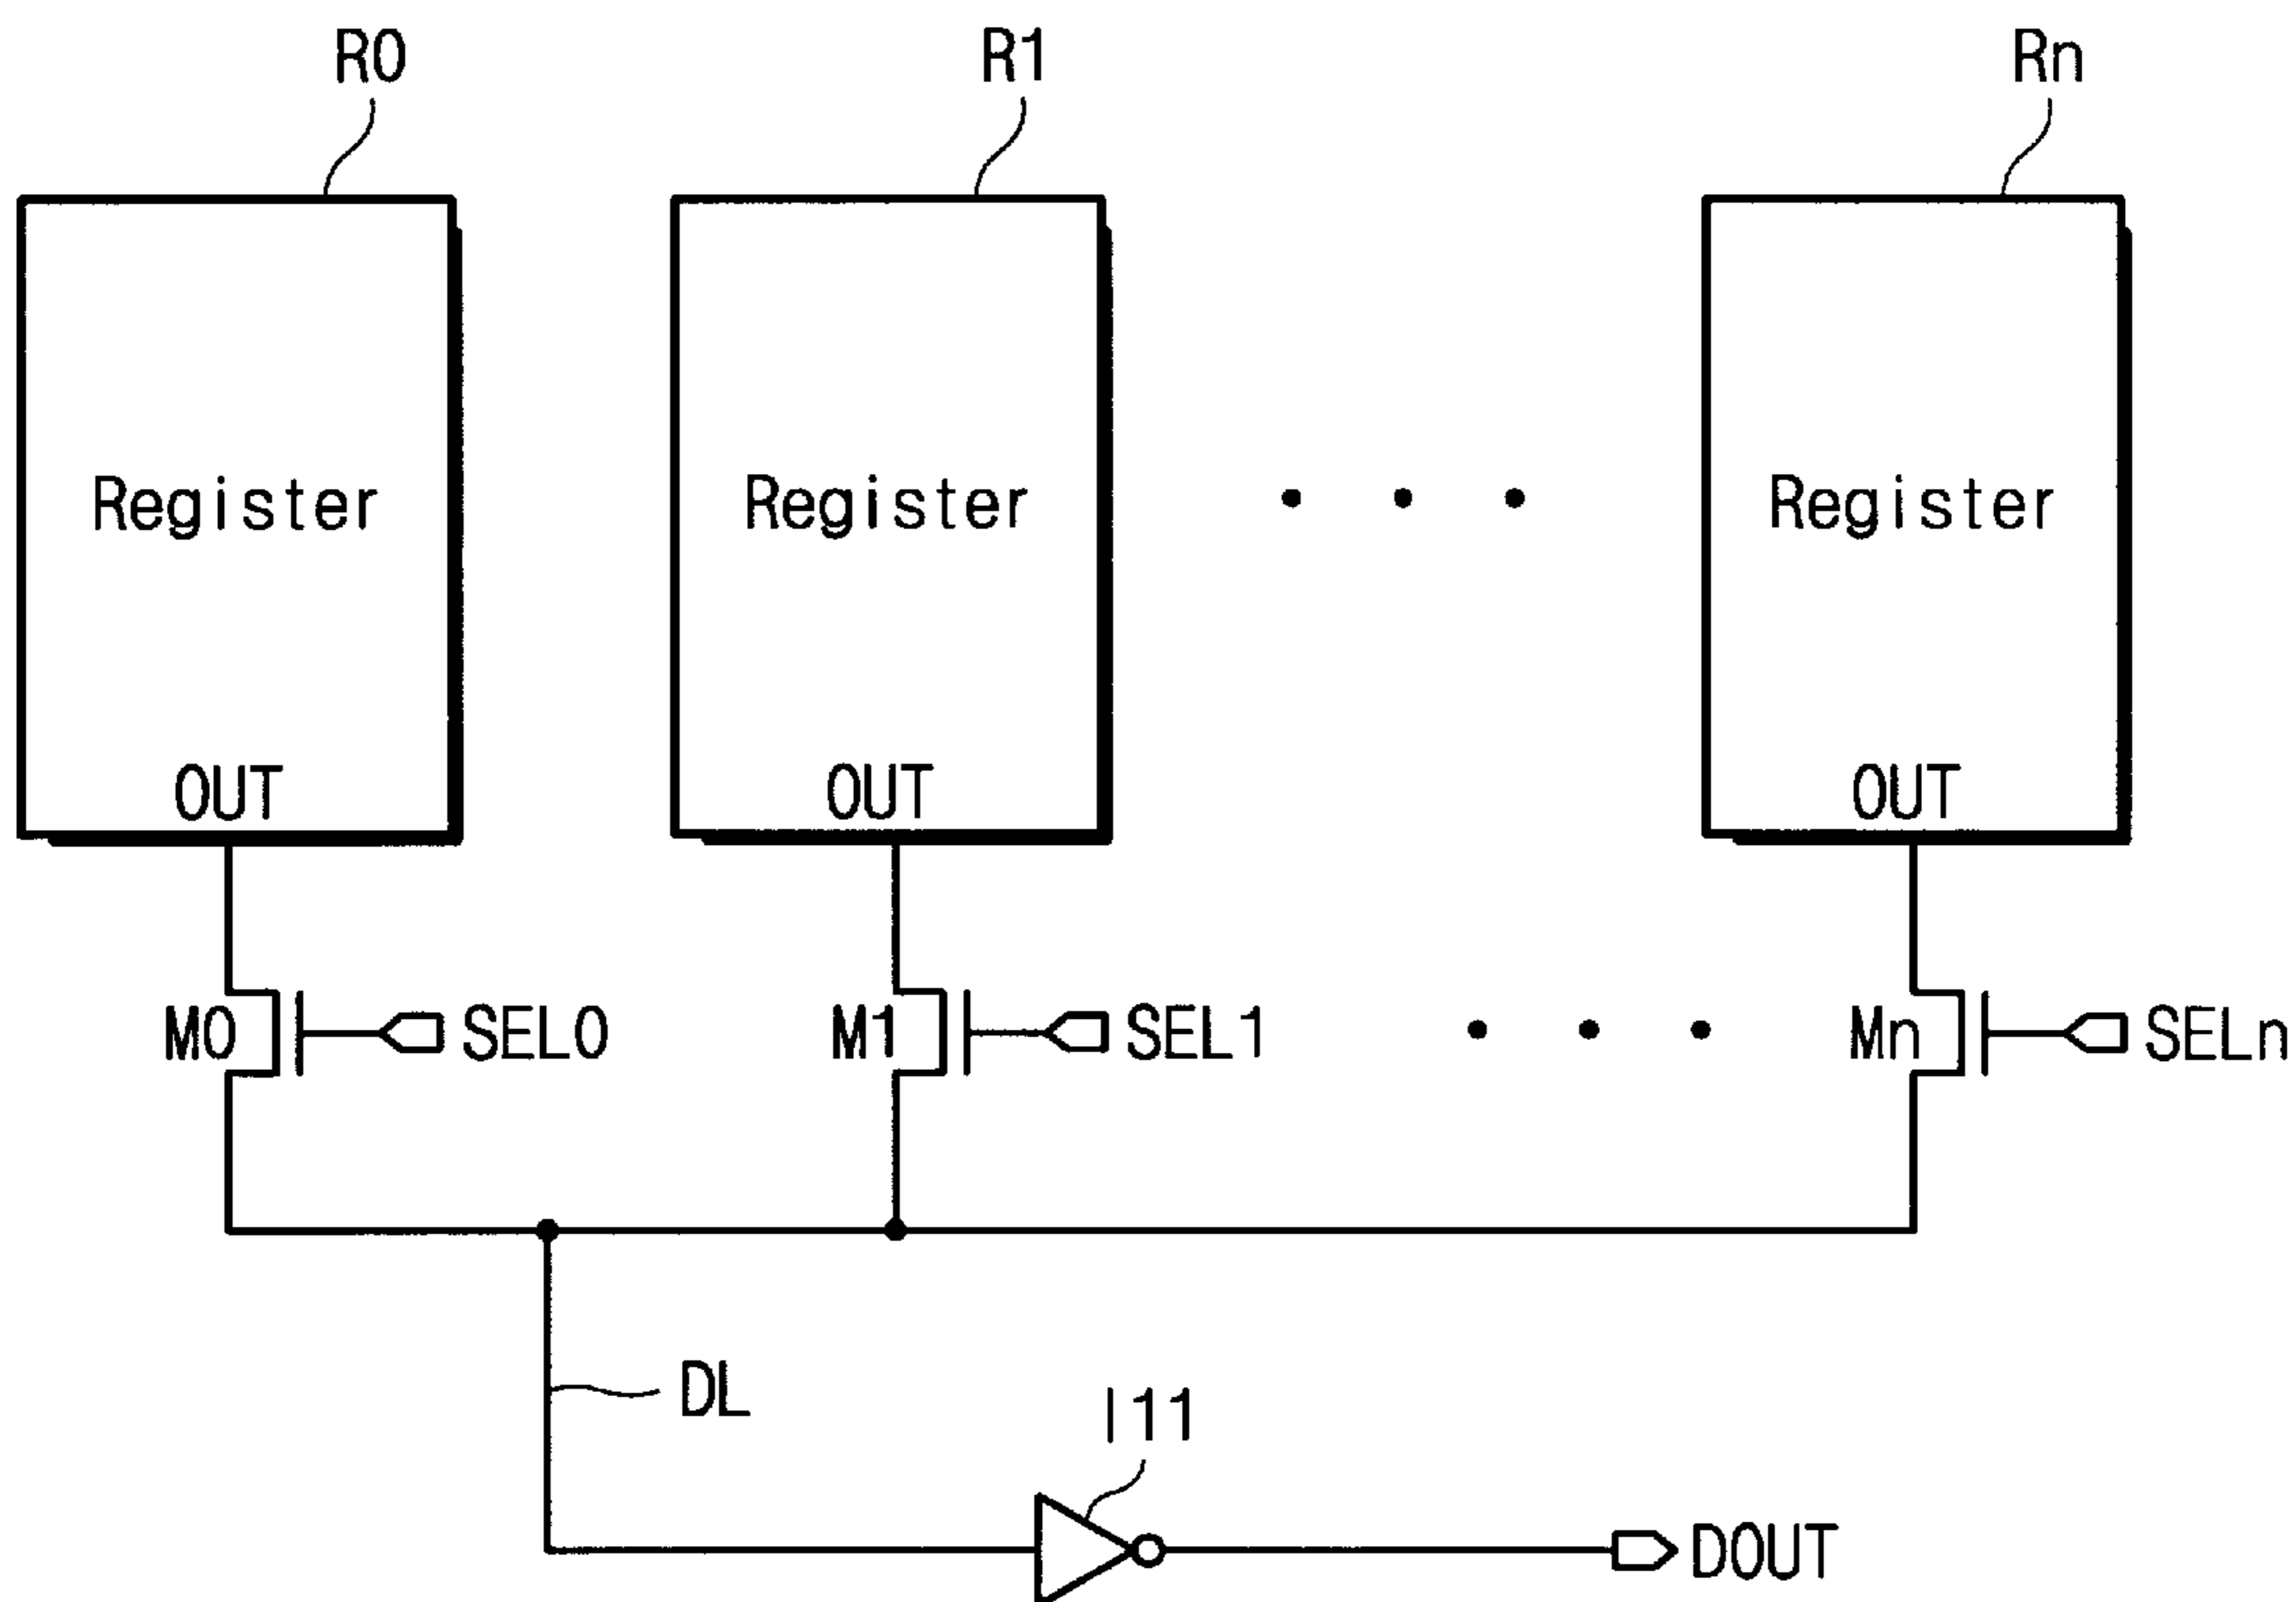 R0 R1 Rn
Register Register Register
OUT OUT OUT
M0 SEL0 M1 SEL1 Mn SELn
DL
I11
DOUT